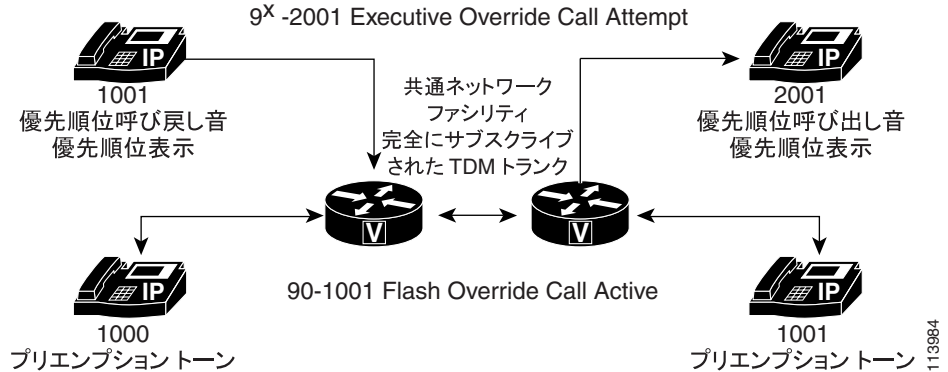 9X -2001 Executive Override Call Attempt
IP
1001
優先順位呼び戻し音
優先順位表示
共通ネットワーク
ファシリティ
完全にサブスクライブ
された TDM トランク
IP
2001
優先順位呼び出し音
優先順位表示
V
V
IP
1000
プリエンプション トーン
90-1001 Flash Override Call Active
IP
1001
プリエンプション トーン
113984